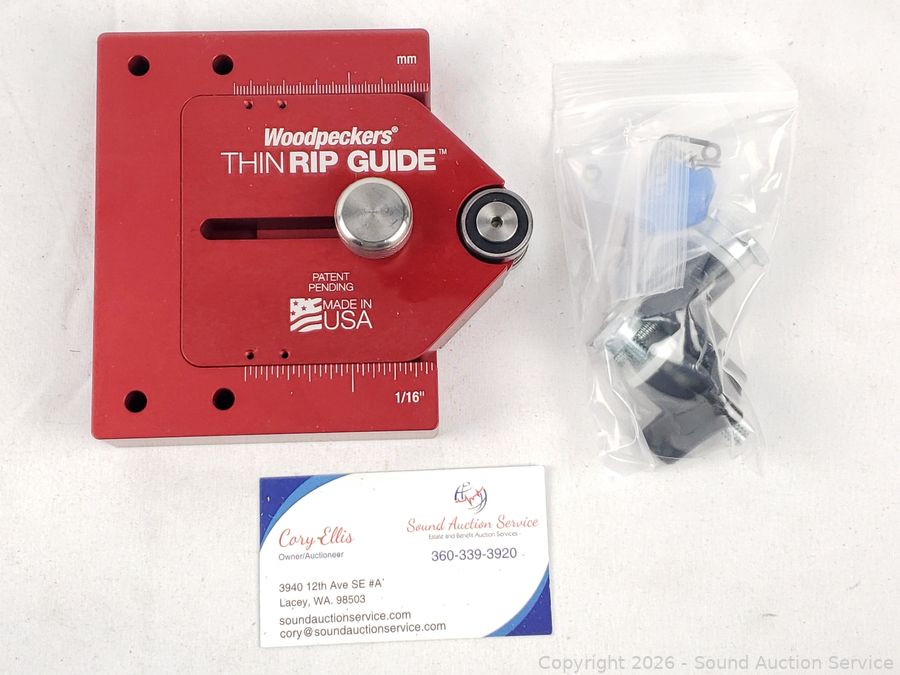 mm
Woodpeckers®
THIN RIP GUIDE™
PATENT
PENDING
MADE IN
USA
1/16"
Cory Ellis
Owner/Auctioneer
Sound Auction Service
Estate and Benefit Auction Services
360-339-3920
3940 12th Ave SE #A
Lacey, WA. 98503
soundauctionservice.com
cory@soundauctionservice.com
Copyright 2026 - Sound Auction Service